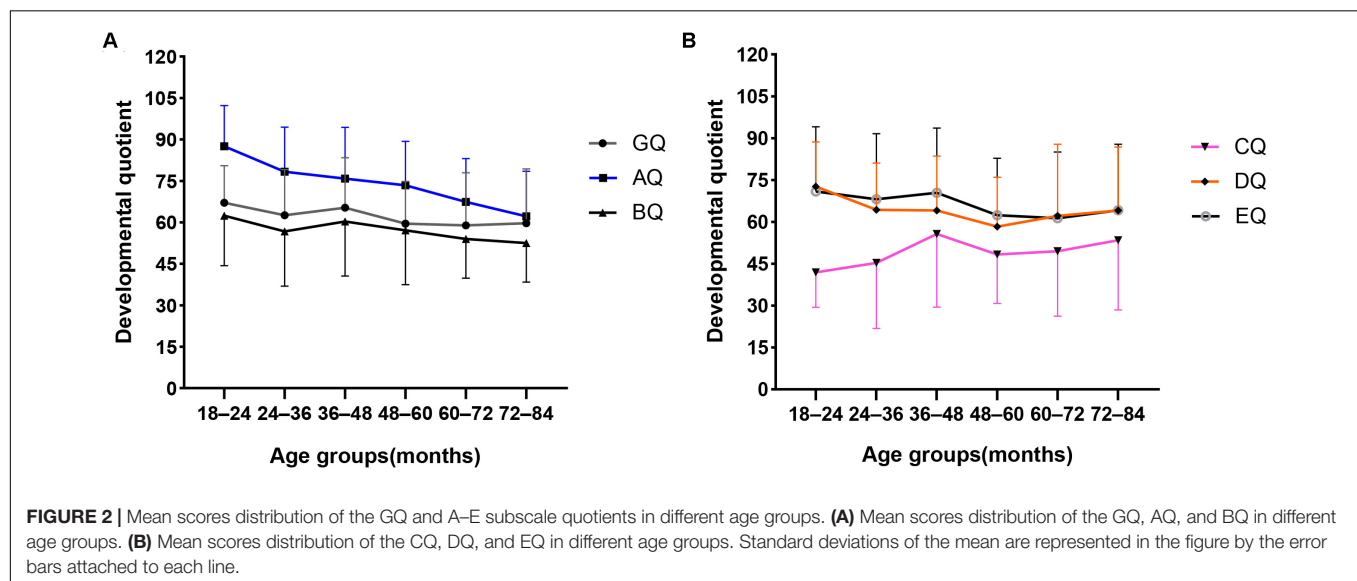 A
120
105
90
75
60
45
30
15
0
Developmental quotient
18–24 24–36 36–48 48–60 60–72 72–84
Age groups(months)
GQ
AQ
BQ
B
120
105
90
75
60
45
30
15
0
Developmental quotient
18–24 24–36 36–48 48–60 60–72 72–84
Age groups(months)
CQ
DQ
EQ
FIGURE 2 | Mean scores distribution of the GQ and A–E subscale quotients in different age groups. (A) Mean scores distribution of the GQ, AQ, and BQ in different
age groups. (B) Mean scores distribution of the CQ, DQ, and EQ in different age groups. Standard deviations of the mean are represented in the figure by the error
bars attached to each line.